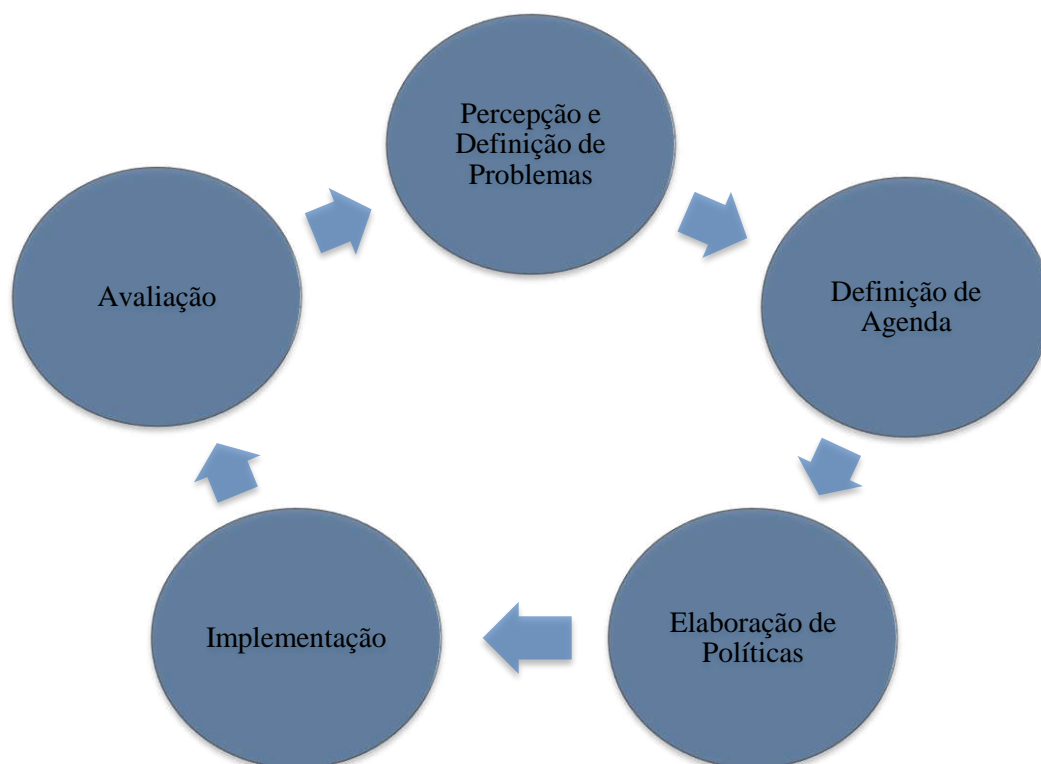 Percepção e
Definição de
Problemas
Definição de
Agenda
Elaboração de
Políticas
Implementação
Avaliação